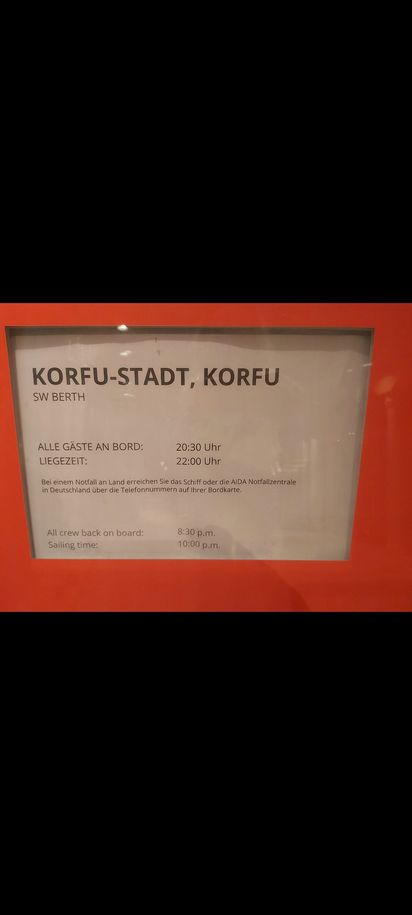 KORFU-STADT, KORFU
SW BERTH
ALLE GÄSTE AN BORD: 20:30 Uhr
LIEGEZEIT: 22:00 Uhr
Bei einem Notfall an Land erreichen Sie das Schiff oder die AIDA Notfallzentrale
in Deutschland über die Telefonnummern auf Ihrer Bordkarte.
All crew back on board: 8:30 p.m.
Sailing time: 10:00 p.m.